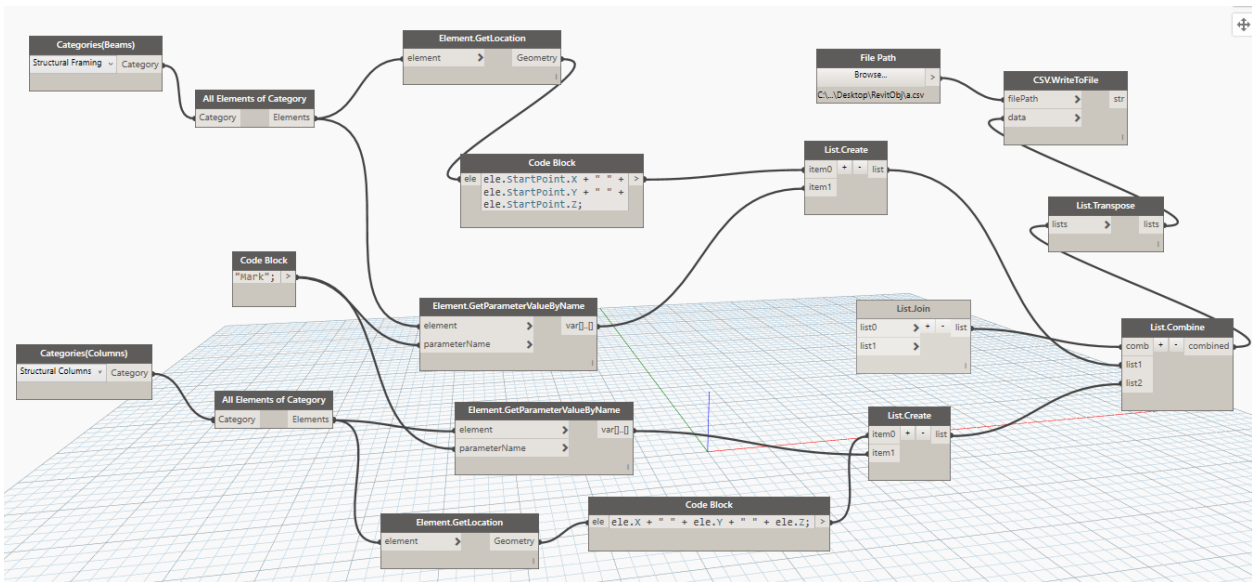 Categories(Beams)
Structural Framing Category
All Elements of Category
Category Elements
Element.GetLocation
element > Geometry
Code Block
ele ele.StartPoint.X + " " + >
ele.StartPoint.Y + " " +
ele.StartPoint.Z;
File Path
Browse... >
C:\...\Desktop\RevitObj\a.csv
CSV.WriteToFile
filePath > str
data >
List.Create
item0 + - list
item1
List.Transpose
lists > lists
Code Block
"Mark"; >
Element.GetParameterValueByName
element > var[]..[]
parameterName >
List.Join
list0 > + - list
list1 >
List.Combine
comb + - combined
list1
list2
Categories(Columns)
Structural Columns Category
All Elements of Category
Category Elements
Element.GetParameterValueByName
element > var[]..[]
parameterName >
List.Create
item0 + - list
item1
Element.GetLocation
element > Geometry
Code Block
ele ele.X + " " + ele.Y + " " + ele.Z; >